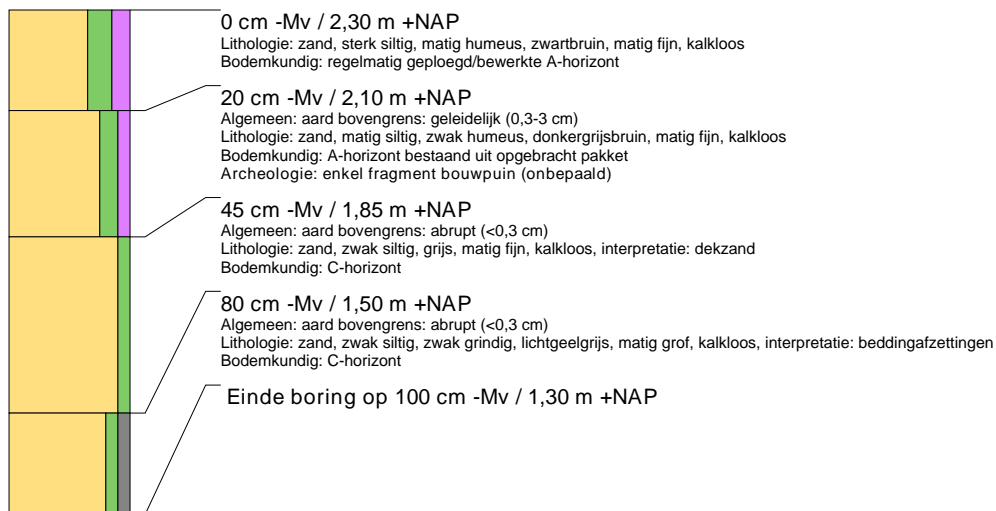 0 cm -Mv / 2,30 m +NAP
Lithologie: zand, sterk siltig, matig humeus, zwartbruin, matig fijn, kalkloos
Bodemkundig: regelmatig geploegd/bewerkte A-horizont
20 cm -Mv / 2,10 m +NAP
Algemeen: aard bovengrens: geleidelijk (0,3-3 cm)
Lithologie: zand, matig siltig, zwak humeus, donkergrijsbruin, matig fijn, kalkloos
Bodemkundig: A-horizont bestaand uit opgebracht pakket
Archeologie: enkel fragment bouwpuin (onbepaald)
45 cm -Mv / 1,85 m +NAP
Algemeen: aard bovengrens: abrupt (<0,3 cm)
Lithologie: zand, zwak siltig, grijs, matig fijn, kalkloos, interpretatie: dekzand
Bodemkundig: C-horizont
80 cm -Mv / 1,50 m +NAP
Algemeen: aard bovengrens: abrupt (<0,3 cm)
Lithologie: zand, zwak siltig, zwak grindig, lichtgeelgrijs, matig grof, kalkloos, interpretatie: beddingafzettingen
Bodemkundig: C-horizont
Einde boring op 100 cm -Mv / 1,30 m +NAP